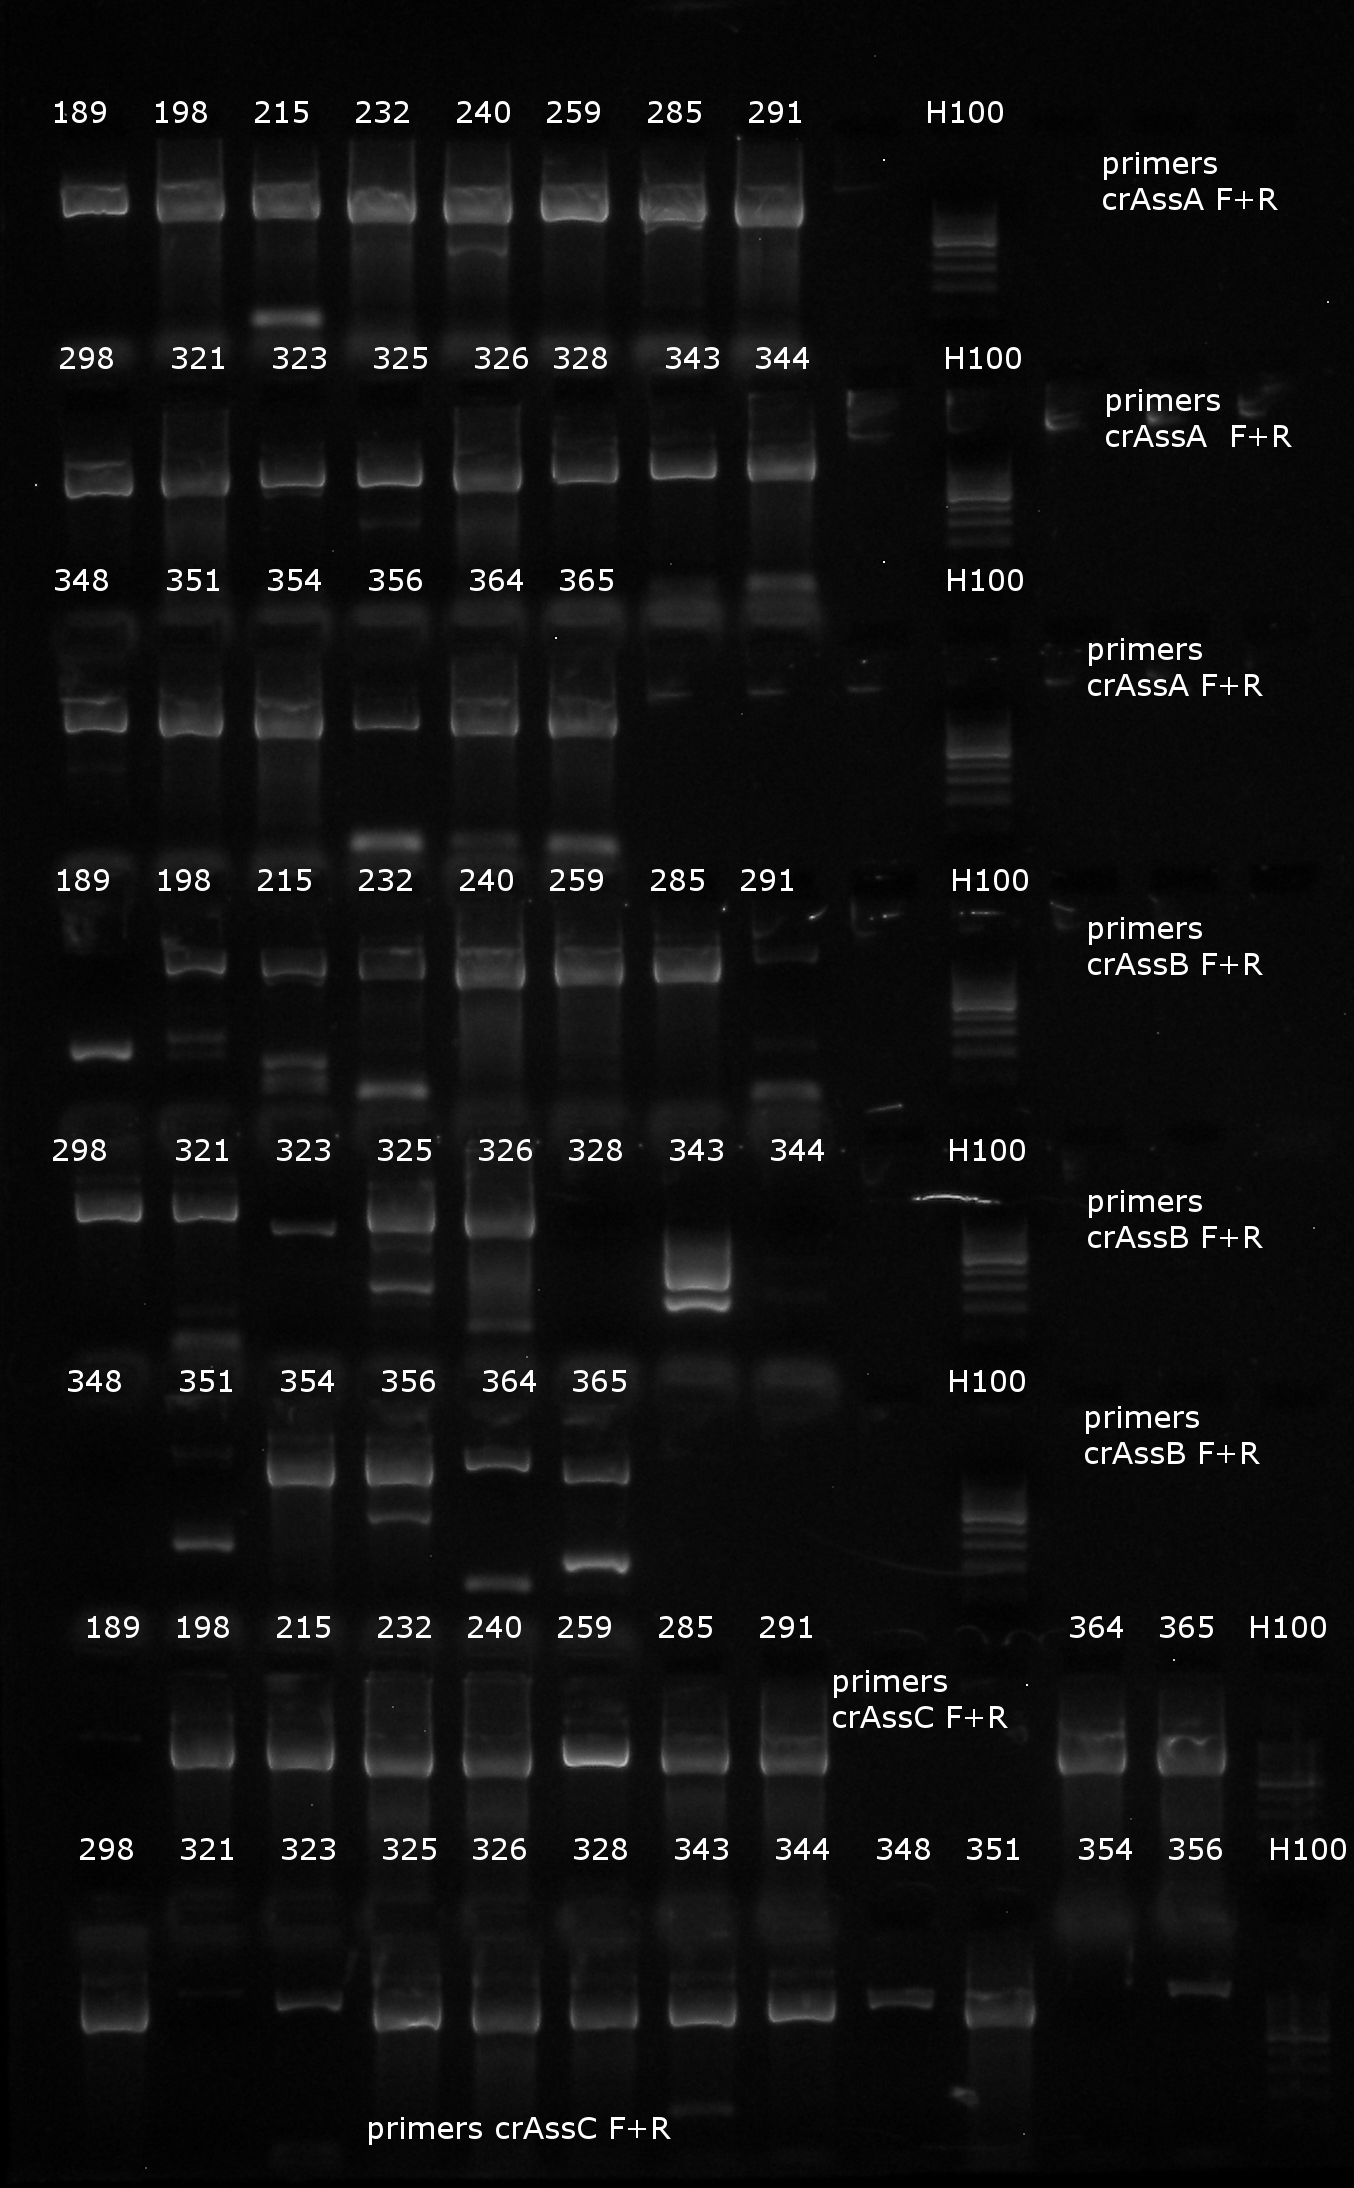 189 198 215 232 240 259 285 291 H100
primers
crAssA F+R
298 321 323 325 326 328 343 344 H100
primers
crAssA F+R
348 351 354 356 364 365 H100
primers
crAssA F+R
189 198 215 232 240 259 285 291 H100
primers
crAssB F+R
298 321 323 325 326 328 343 344 H100
primers
crAssB F+R
348 351 354 356 364 365 H100
primers
crAssB F+R
189 198 215 232 240 259 285 291 364 365 H100
primers
crAssC F+R
298 321 323 325 326 328 343 344 348 351 354 356 H100
primers crAssC F+R